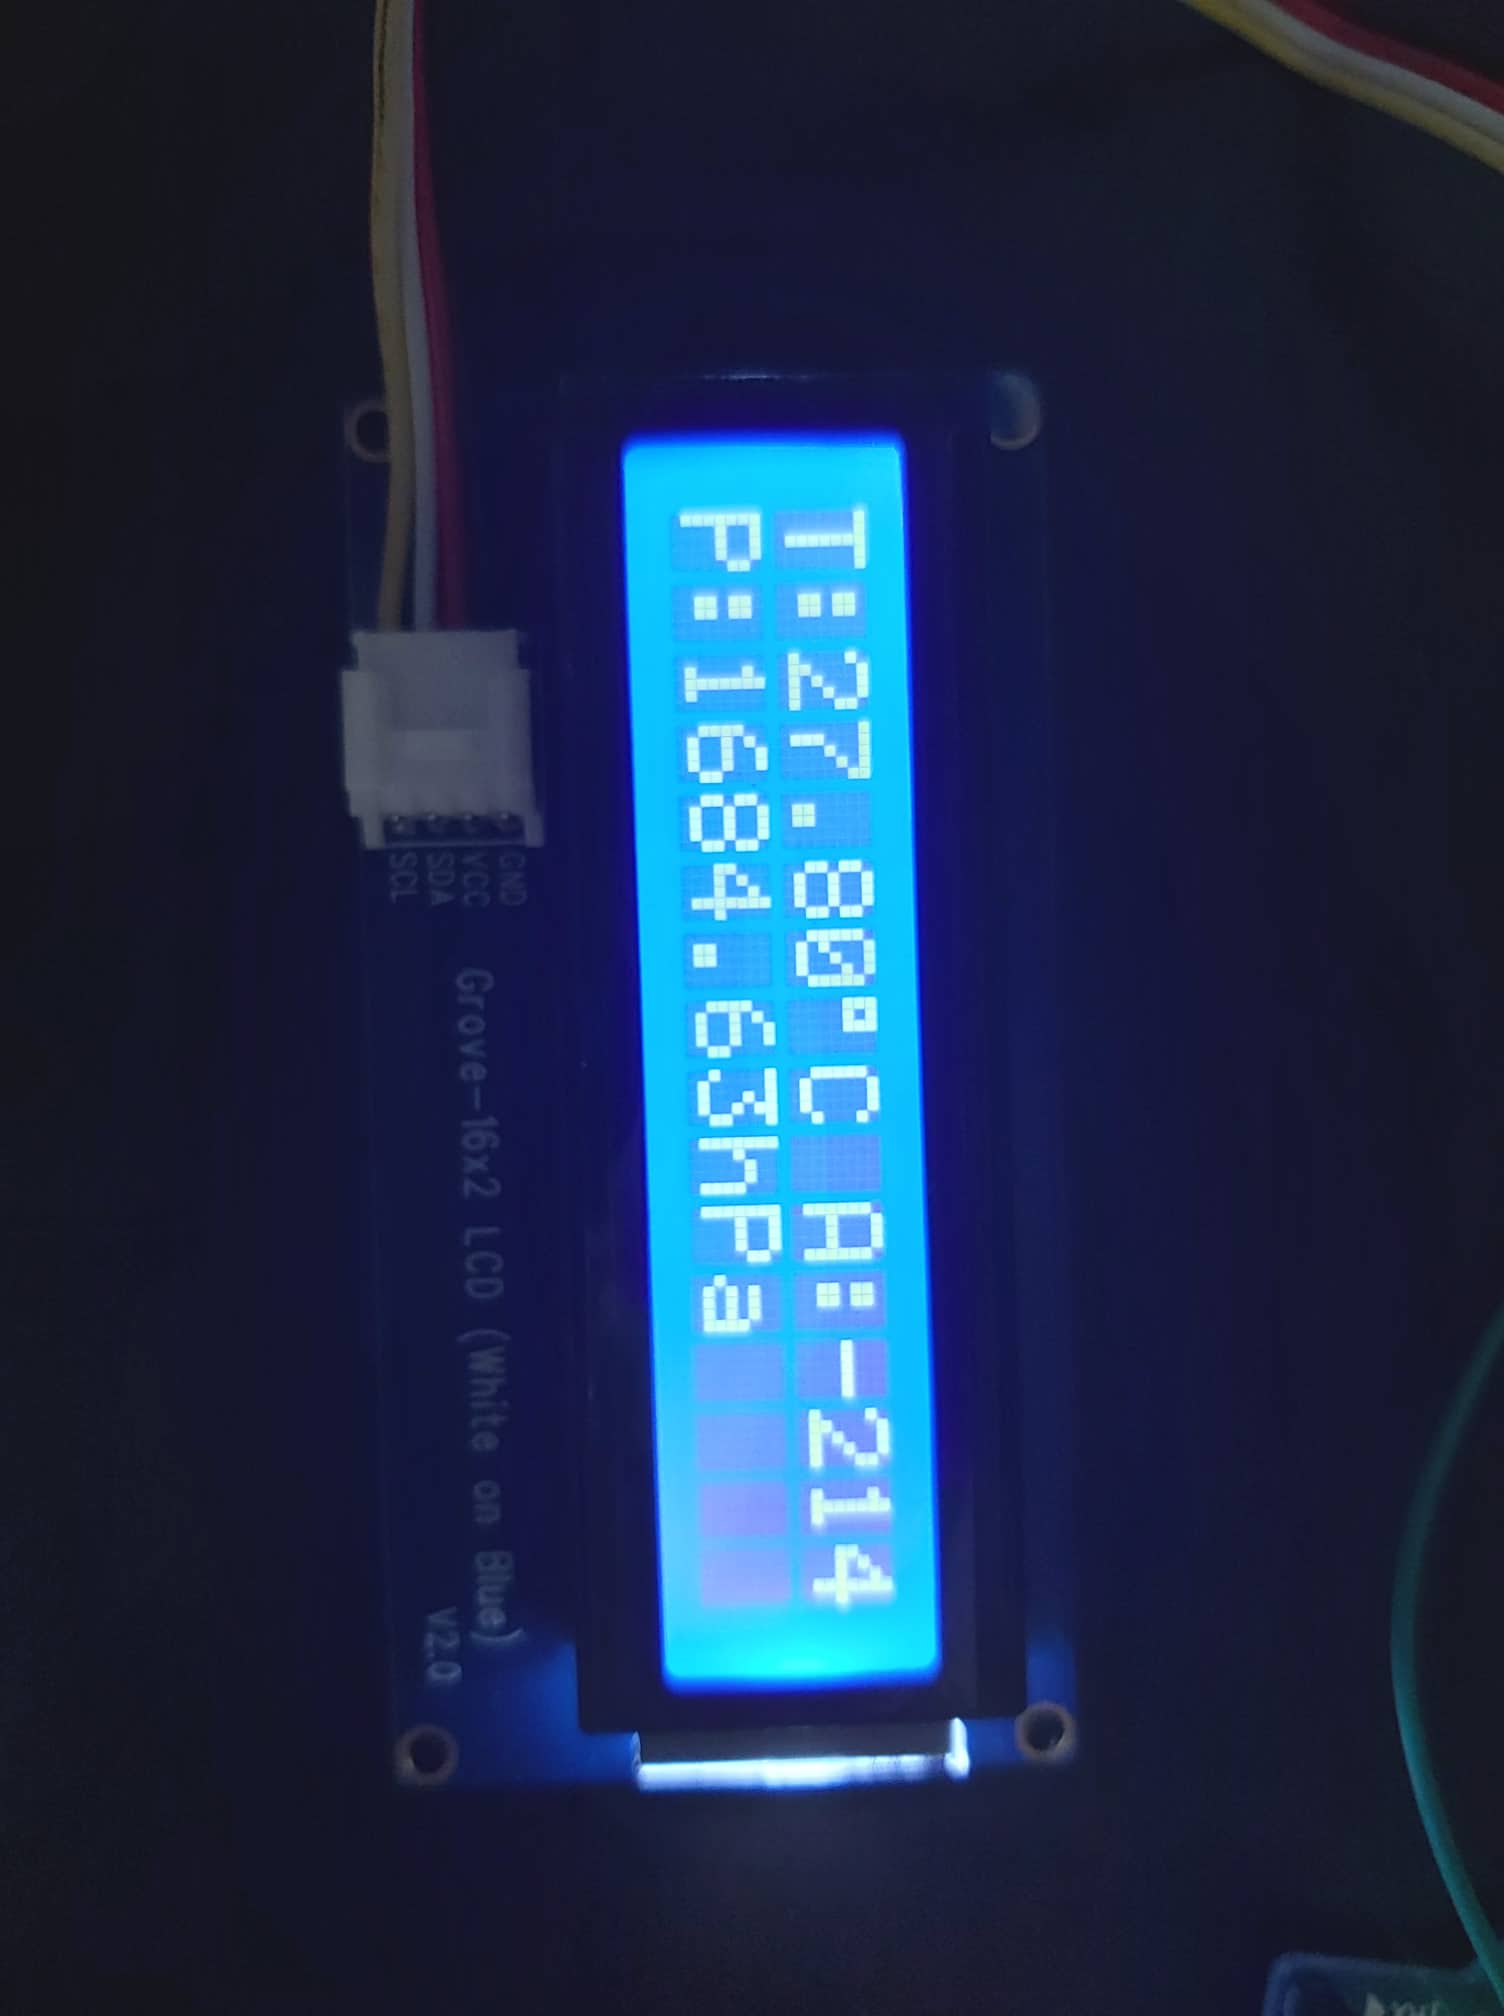 T:27.80°C A:-214
P:1684.63hPa
GND
VCC
SDA
SCL
Grove-16x2 LCD (White on Blue)
V2.0